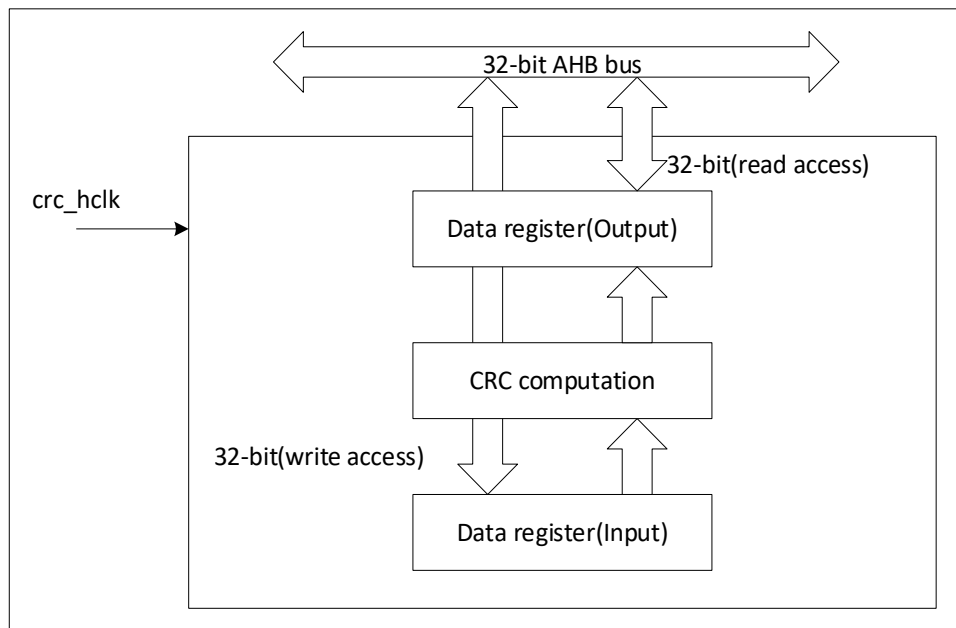 32-bit AHB bus
32-bit(read access)
crc_hclk
Data register(Output)
CRC computation
32-bit(write access)
Data register(Input)